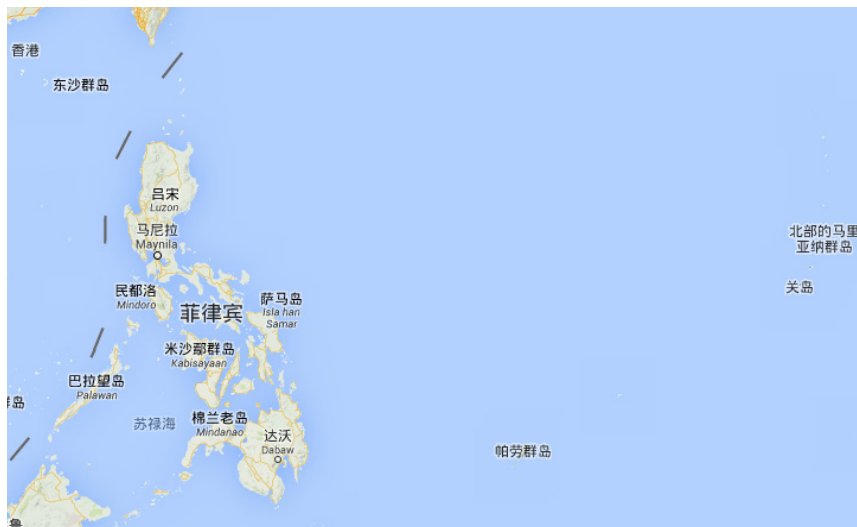 香港
东沙群岛
吕宋
Luzon
马尼拉
Maynila
北部的马里
亚纳群岛
关岛
民都洛
Mindoro
菲律宾
萨马岛
Isla han
Samar
米沙鄢群岛
Kabisayaan
巴拉望岛
Palawan
群岛
苏禄海
棉兰老岛
Mindanao
达沃
Dabaw
帕劳群岛